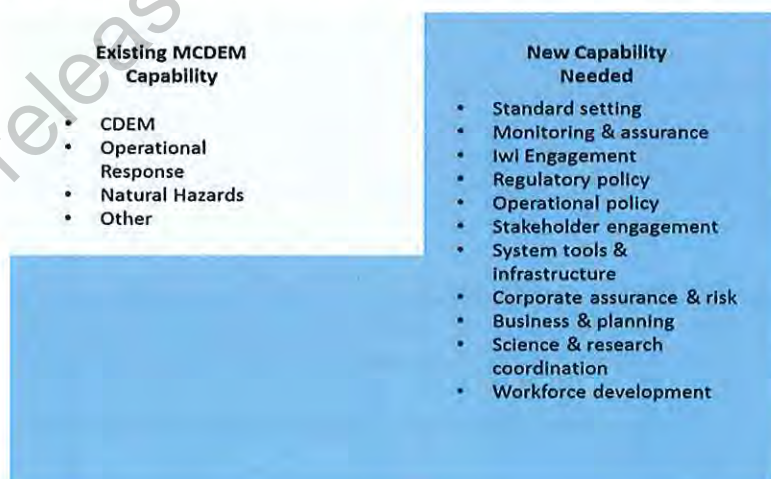 Existing MCDEM
Capability
• CDEM
• Operational
Response
• Natural Hazards
• Other
New Capability
Needed
• Standard setting
• Monitoring & assurance
• Iwi Engagement
• Regulatory policy
• Operational policy
• Stakeholder engagement
• System tools &
infrastructure
• Corporate assurance & risk
• Business & planning
• Science & research
coordination
• Workforce development